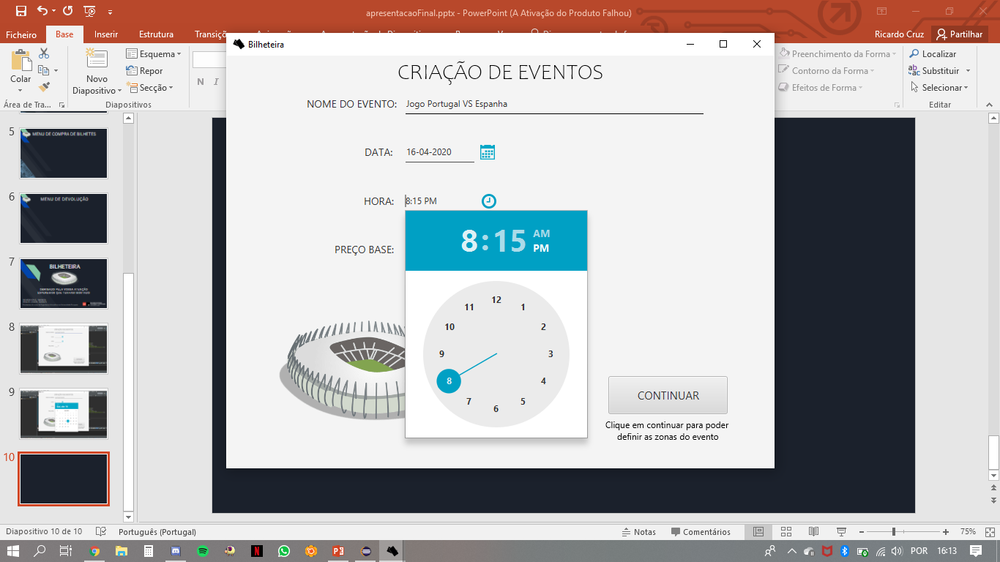 apresentacaoFinal.pptx - PowerPoint (A Ativação do Produto Falhou)
Ficheiro Base Inserir Estrutura
Ricardo Cruz Partilhar
Colar
Área de Tra...
Novo
Diapositivo
Esquema
Repor
Secção
Diapositivos
N I
Preenchimento da Forma
Contorno da Forma
Efeitos de Forma
Localizar
Substituir
Selecionar
Editar
5
MENU DE COMPRA DE BILHETES
6
MENU DE DEVOLUÇÃO
7
BILHETEIRA
8
9
10
Bilheteira
CRIAÇÃO DE EVENTOS
NOME DO EVENTO: Jogo Portugal VS Espanha
DATA: 16-04-2020
HORA: 8:15 PM
PREÇO BASE:
8:15 AM
PM
12
11 1
10 2
9 3
8 4
7 5
6
CONTINUAR
Clique em continuar para poder
definir as zonas do evento
Diapositivo 10 de 10 Português (Portugal) Notas Comentários 75%
POR 16:13